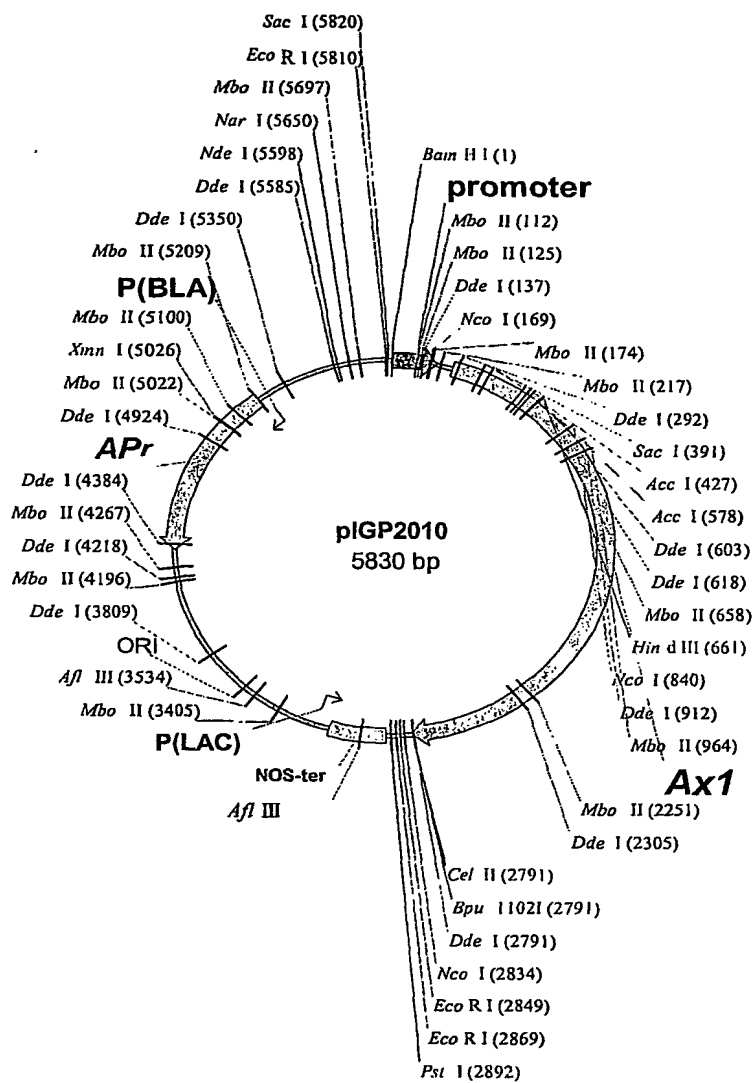 Sac I (5820)
Eco R I (5810)
Mbo II (5697)
Nar I (5650)
Nde I (5598)
Dde I (5585)
Dde I (5350)
Mbo II (5209)
P(BLA)
Mbo II (5100)
Xmn I (5026)
Mbo II (5022)
Dde I (4924)
APr
Dde I (4384)
Mbo II (4267)
Dde I (4218)
Mbo II (4196)
Dde I (3809)
ORI
Afl III (3534)
Mbo II (3405)
P(LAC)
NOS-ter
Afl III
pIGP2010
5830 bp
Bam H I (1)
promoter
Mbo II (112)
Mbo II (125)
Dde I (137)
Nco I (169)
Mbo II (174)
Mbo II (217)
Dde I (292)
Sac I (391)
Acc I (427)
Acc I (578)
Dde I (603)
Dde I (618)
Mbo II (658)
Hin d III (661)
Nco I (840)
Dde I (912)
Mbo II (964)
Ax1
Mbo II (2251)
Dde I (2305)
Cel II (2791)
Bpu 1102I (2791)
Dde I (2791)
Nco I (2834)
Eco R I (2849)
Eco R I (2869)
Pst I (2892)